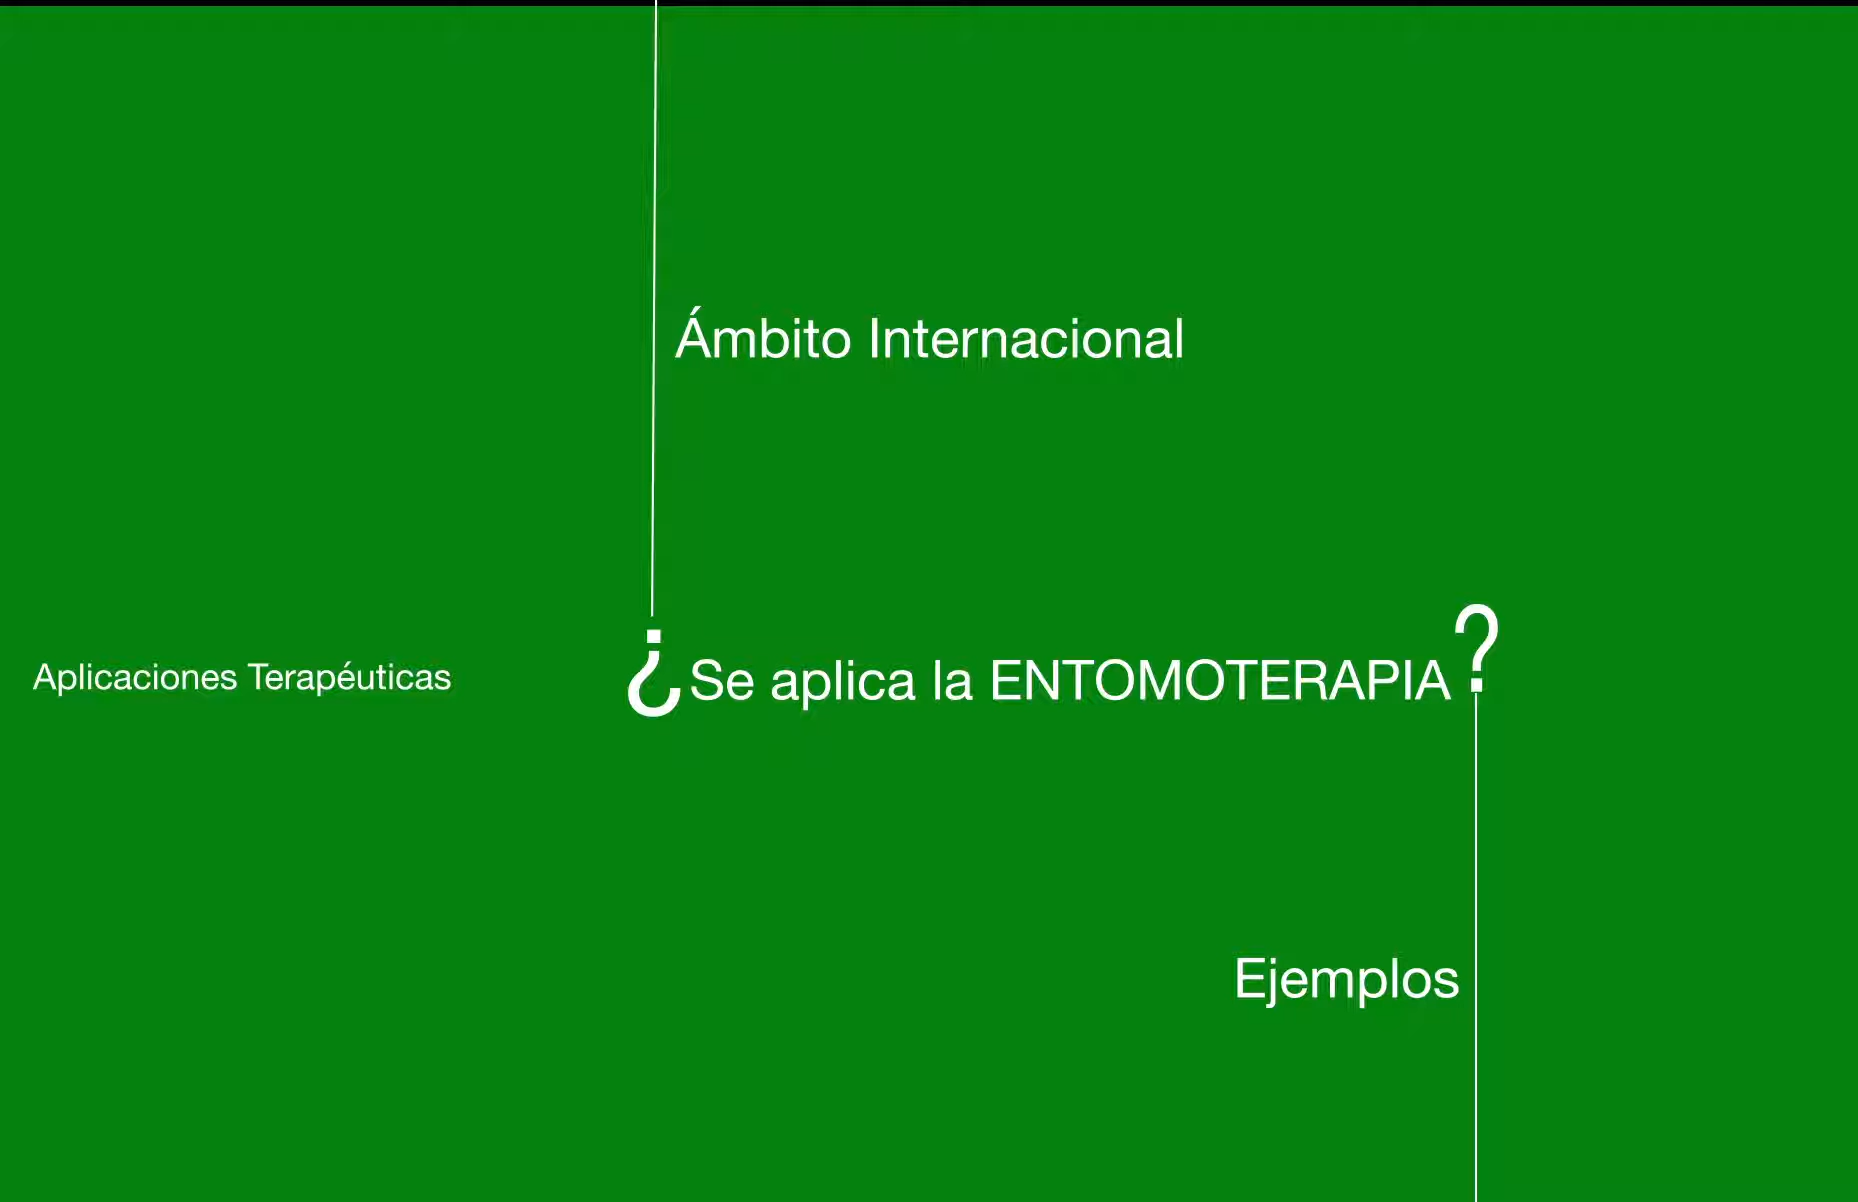 Ámbito Internacional
Aplicaciones Terapéuticas
¿Se aplica la ENTOMOTERAPIA?
Ejemplos